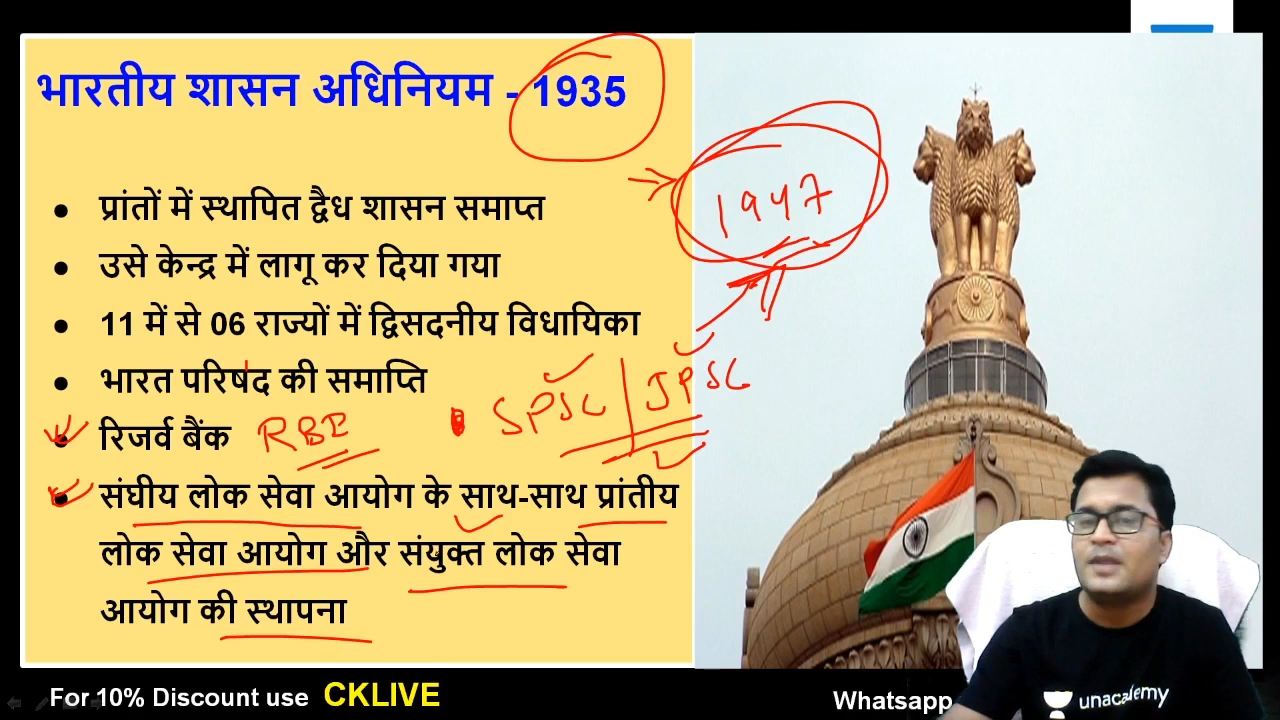 भारतीय शासन अधिनियम - 1935
1947
• प्रांतों में स्थापित द्वैध शासन समाप्त
• उसे केन्द्र में लागू कर दिया गया
• 11 में से 06 राज्यों में द्विसदनीय विधायिका
• भारत परिषद की समाप्ति
• रिजर्व बैंक RBI
SPSC / JPSC
• संघीय लोक सेवा आयोग के साथ-साथ प्रांतीय
लोक सेवा आयोग और संयुक्त लोक सेवा
आयोग की स्थापना
unacademy
For 10% Discount use CKLIVE
Whatsapp